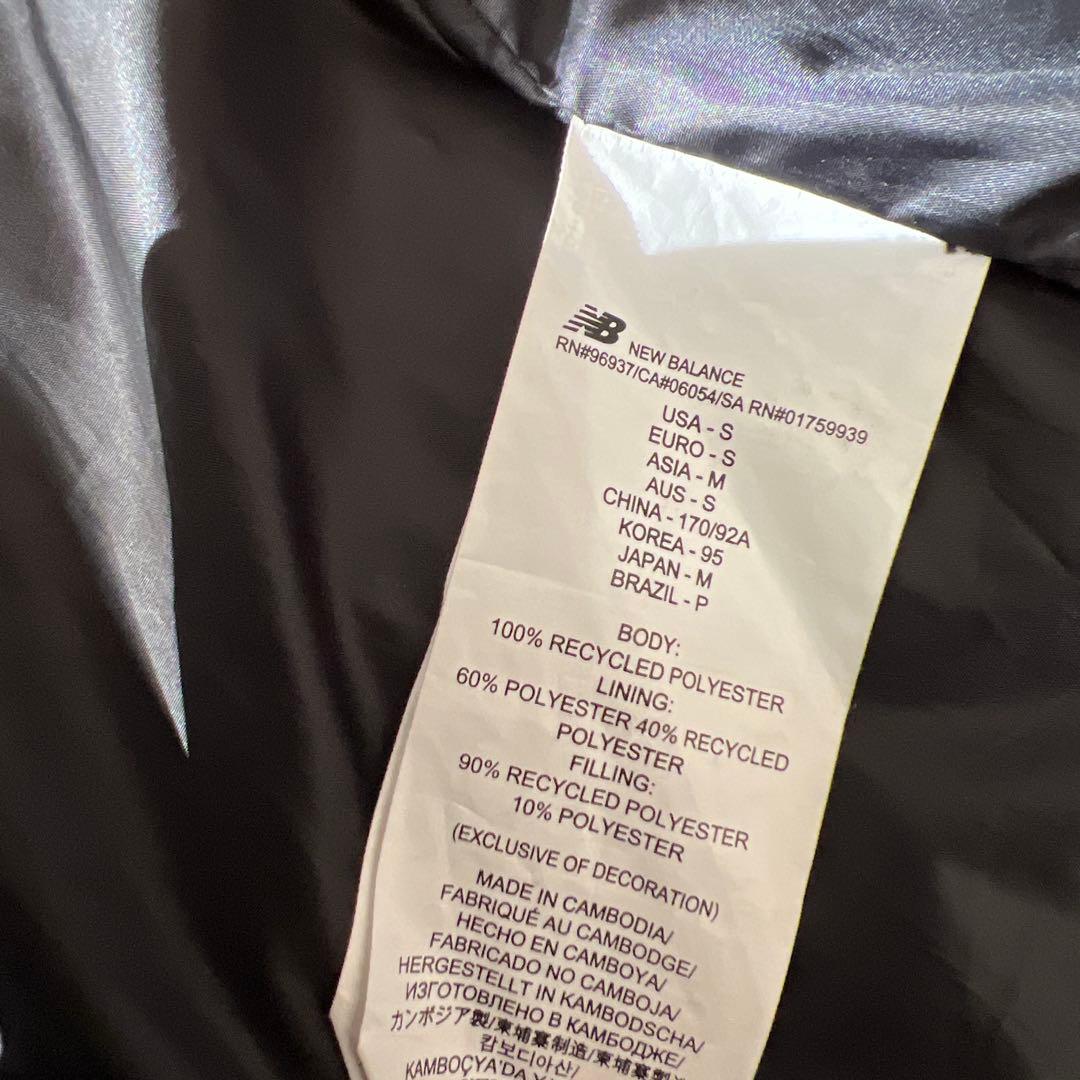 NB NEW BALANCE
RN#96937/CA#06054/SA RN#01759939
USA - S
EURO - S
ASIA - M
AUS - S
CHINA - 170/92A
KOREA - 95
JAPAN - M
BRAZIL - P
BODY:
100% RECYCLED POLYESTER
LINING:
60% POLYESTER 40% RECYCLED
POLYESTER
FILLING:
90% RECYCLED POLYESTER
10% POLYESTER
(EXCLUSIVE OF DECORATION)
MADE IN CAMBODIA/
FABRIQUÉ AU CAMBODGE/
HECHO EN CAMBOYA/
FABRICADO NO CAMBOJA/
HERGESTELLT IN KAMBODSCHA/
ИЗГОТОВЛЕНО В КАМБОДЖЕ/
カンボジア製/柬埔寨制造/柬埔寨製造/
캄보디아산/
KAMBOÇYA'DA